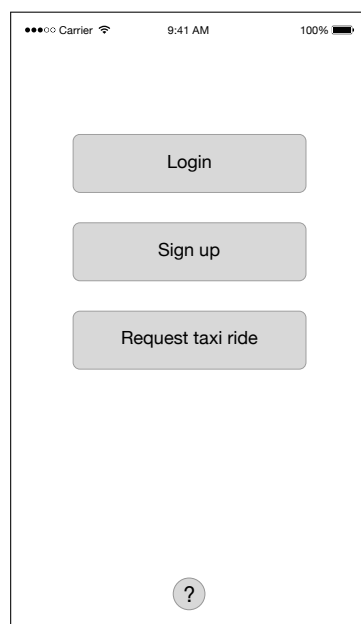 ●●●○○ Carrier 9:41 AM 100%
Login
Sign up
Request taxi ride
?